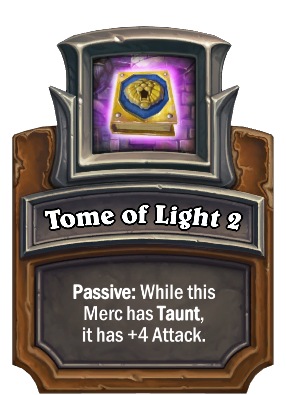 Tome of Light 2
Passive: While this
Merc has Taunt,
it has +4 Attack.